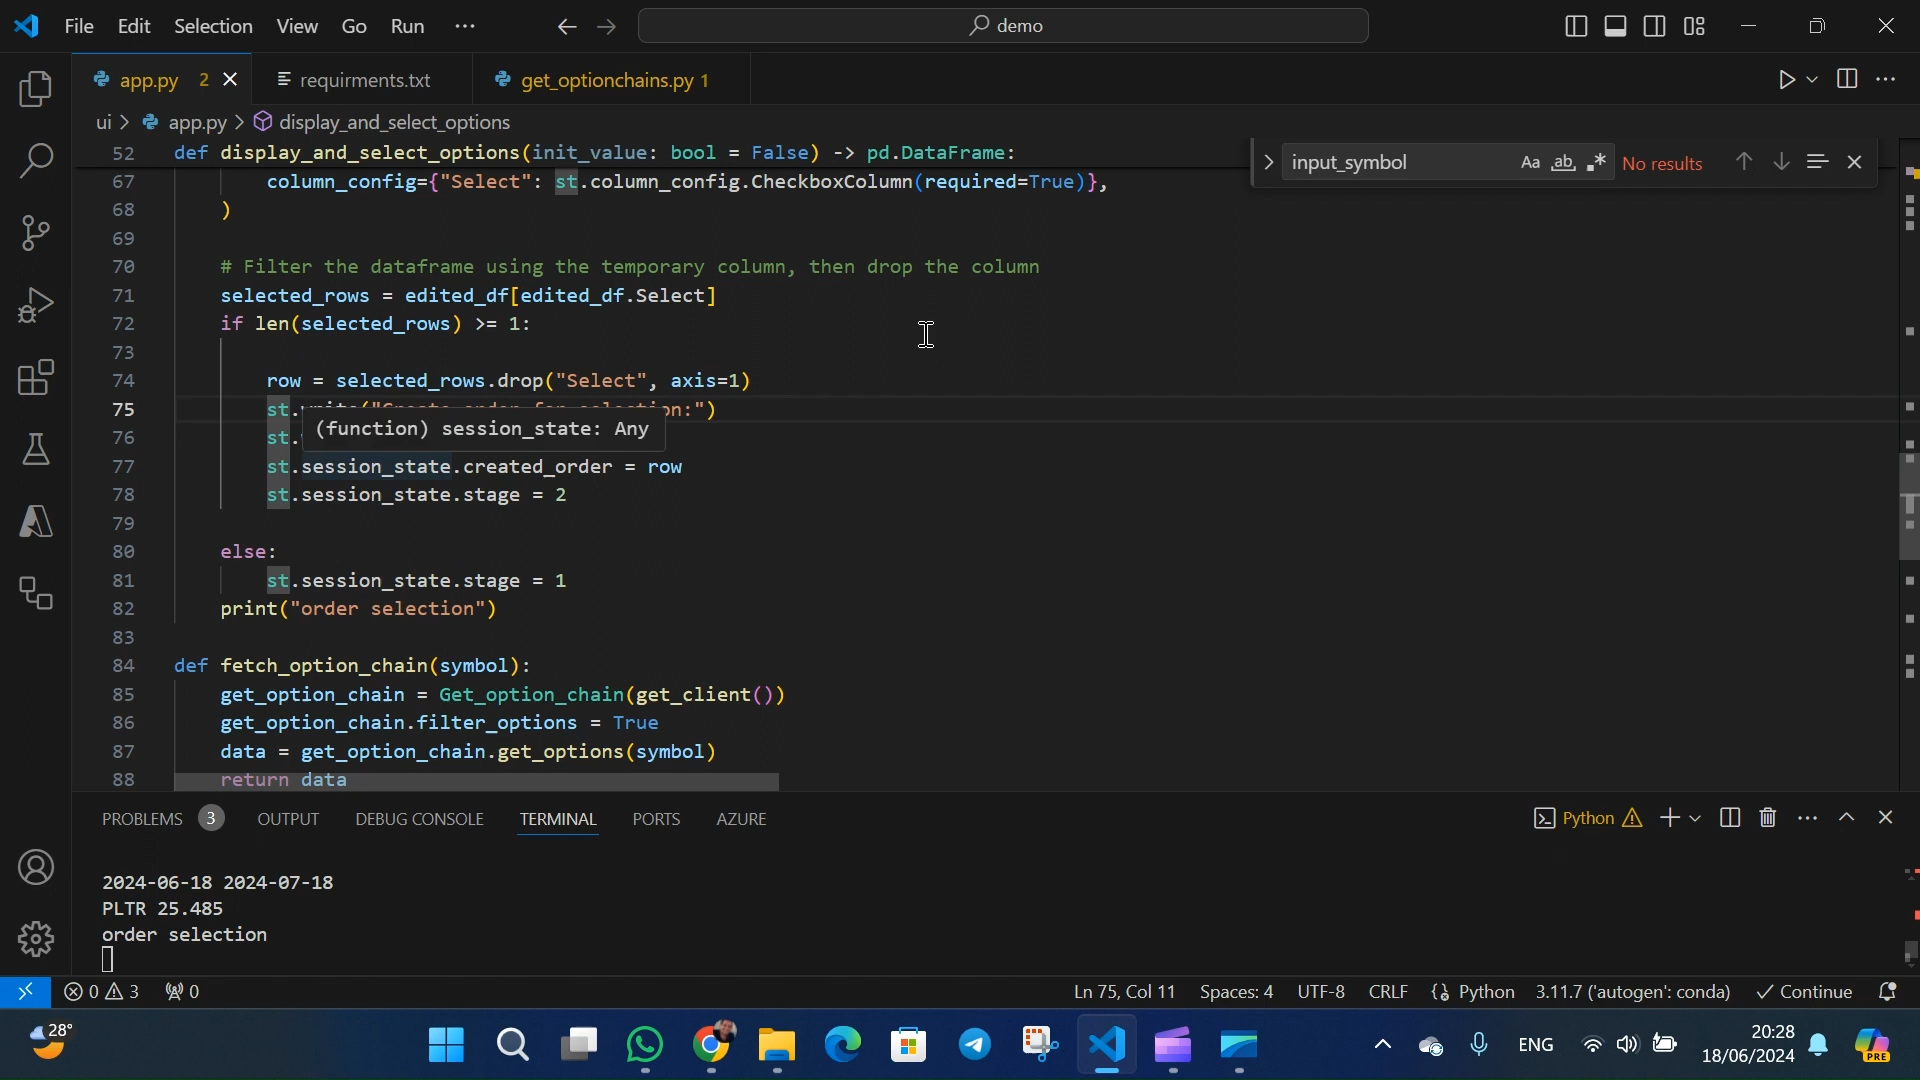 File Edit Selection View Go Run ···
demo
app.py 2
requirments.txt
get_optionchains.py 1
ui > app.py > display_and_select_options
input_symbol
Aa ab .*
No results
52 def display_and_select_options(init_value: bool = False) -> pd.DataFrame:
67 column_config={"Select": st.column_config.CheckboxColumn(required=True)},
68 )
69
70 # Filter the dataframe using the temporary column, then drop the column
71 selected_rows = edited_df[edited_df.Select]
72 if len(selected_rows) >= 1:
73
74 row = selected_rows.drop("Select", axis=1)
75 st.write("Create order for selection:")
(function) session_state: Any
76 st.
77 st.session_state.created_order = row
78 st.session_state.stage = 2
79
80 else:
81 st.session_state.stage = 1
82 print("order selection")
83
84 def fetch_option_chain(symbol):
85 get_option_chain = Get_option_chain(get_client())
86 get_option_chain.filter_options = True
87 data = get_option_chain.get_options(symbol)
88 return data
PROBLEMS 3 OUTPUT DEBUG CONSOLE TERMINAL PORTS AZURE
Python
2024-06-18 2024-07-18
PLTR 25.485
order selection
0 3 0
Ln 75, Col 11 Spaces: 4 UTF-8 CRLF Python 3.11.7 ('autogen': conda) Continue
28°
ENG
20:28
18/06/2024
PRE